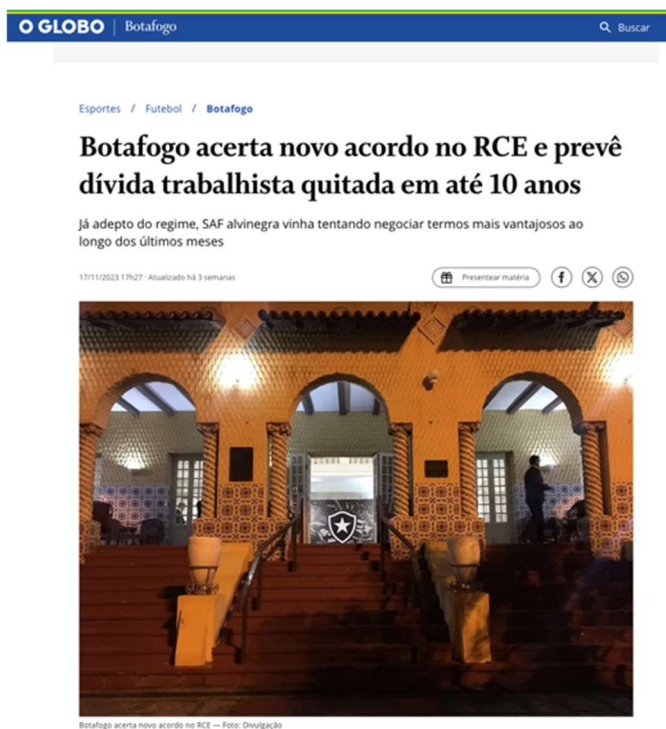 O GLOBO | Botafogo
Buscar
Esportes / Futebol / Botafogo
Botafogo acerta novo acordo no RCE e prevê
dívida trabalhista quitada em até 10 anos
Já adepto do regime, SAF alvinegra vinha tentando negociar termos mais vantajosos ao
longo dos últimos meses
17/11/2023 17h27 · Atualizado há 3 semanas
Presentear matéria
Botafogo acerta novo acordo no RCE — Foto: Divulgação